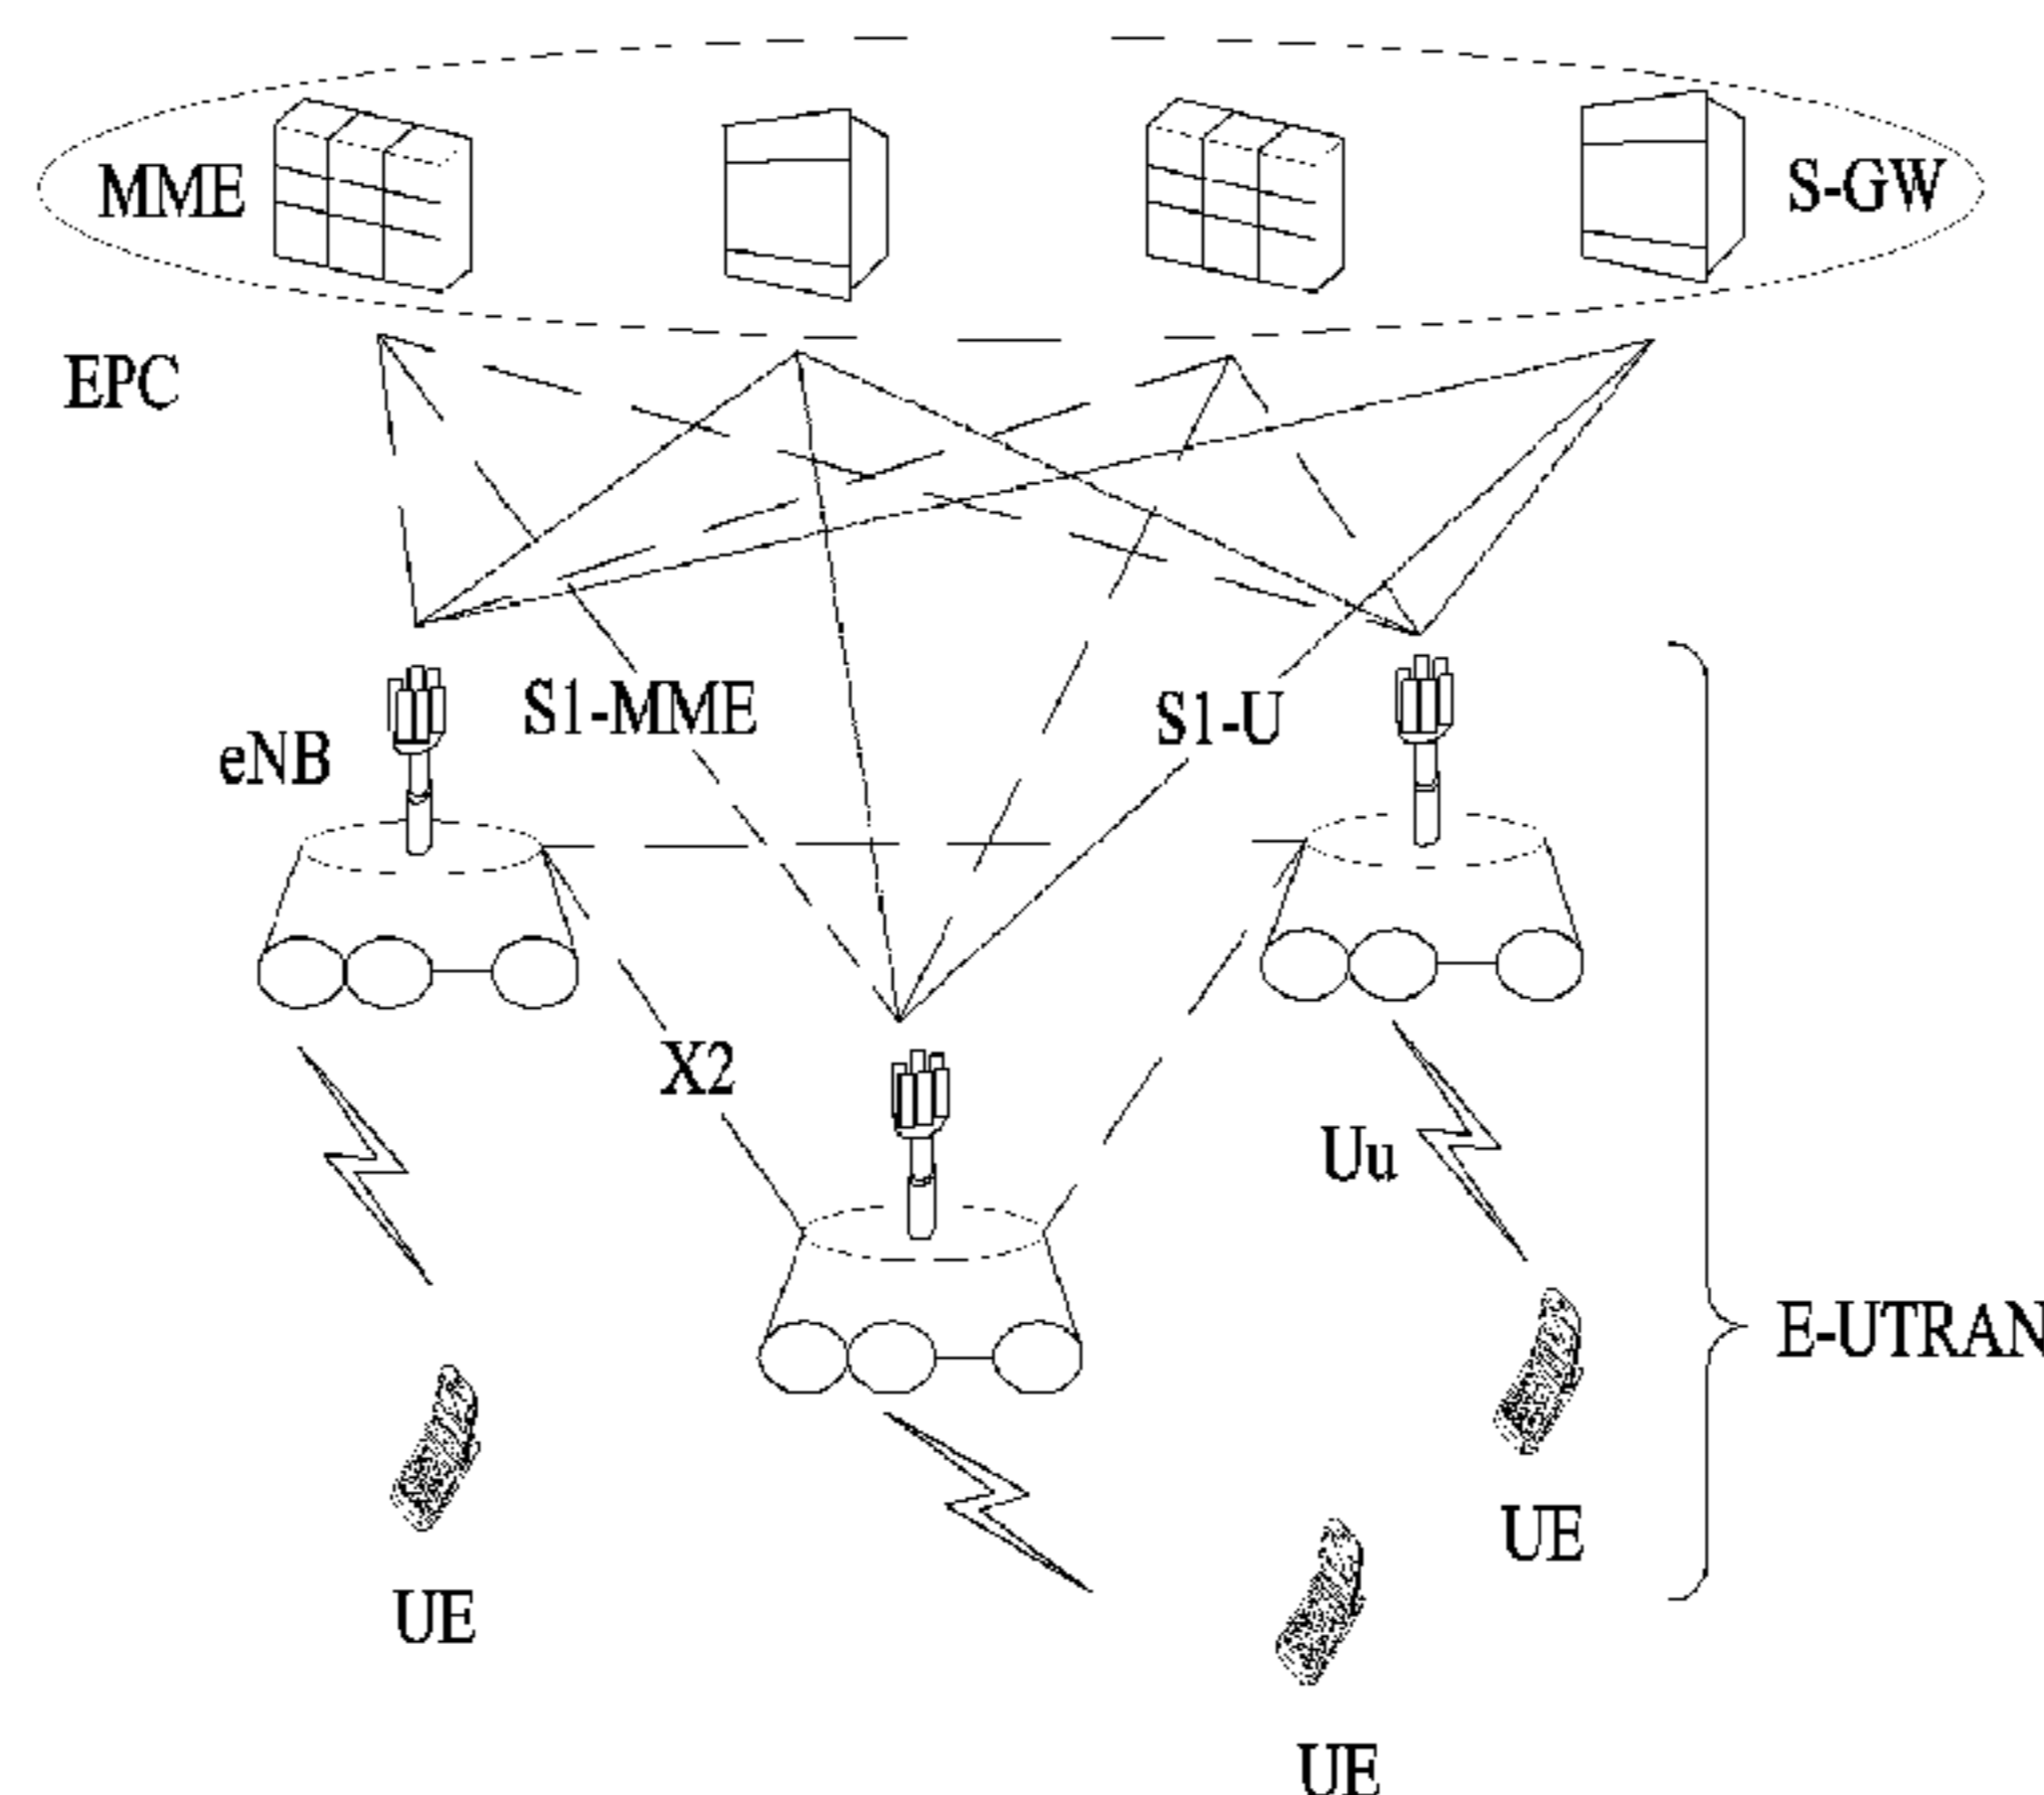 MME
S-GW
EPC
S1-MME
S1-U
eNB
X2
Uu
E-UTRAN
UE
UE
UE